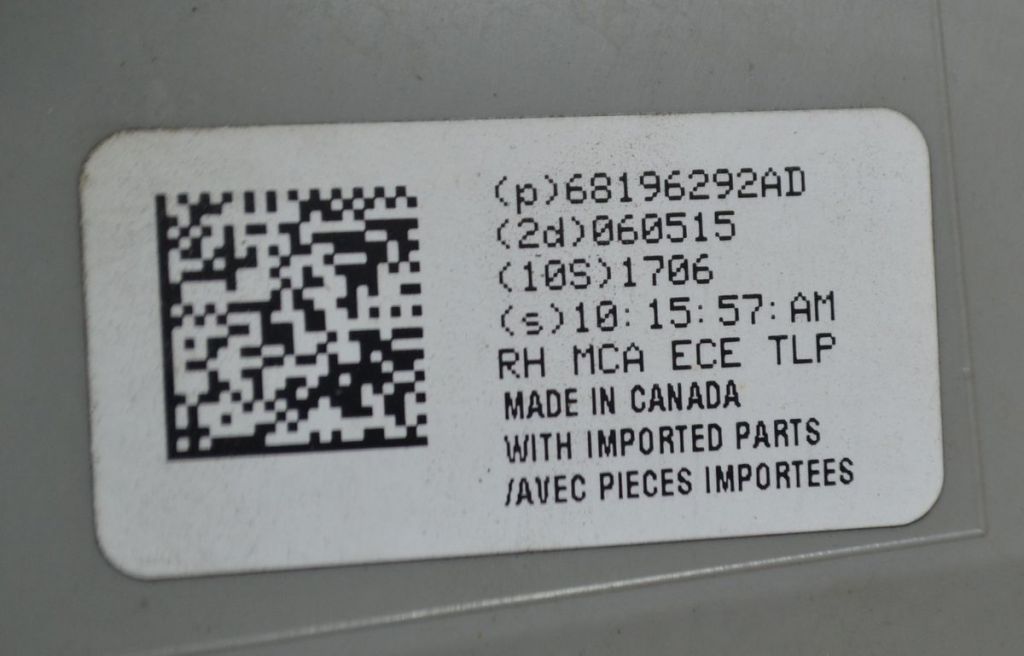 (p)68196292AD
(2d)060515
(10S)1706
(s)10:15:57:AM
RH MCA ECE TLP
MADE IN CANADA
WITH IMPORTED PARTS
/AVEC PIECES IMPORTEES